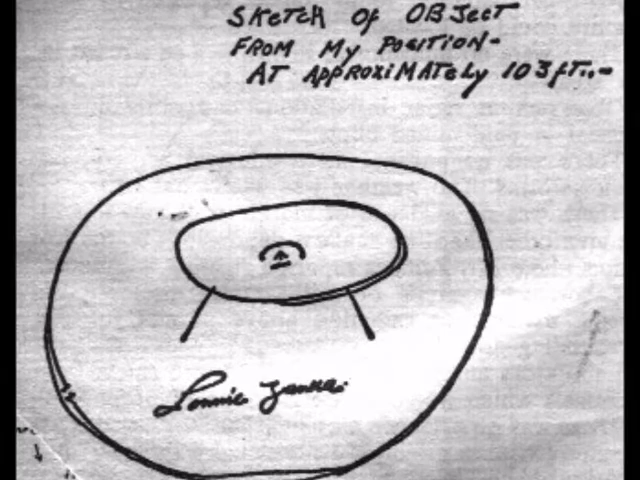 SKETCH OF OBJECT
FROM MY POSITION-
AT APPROXIMATELY 103 fT..-
Lonnie Zamora